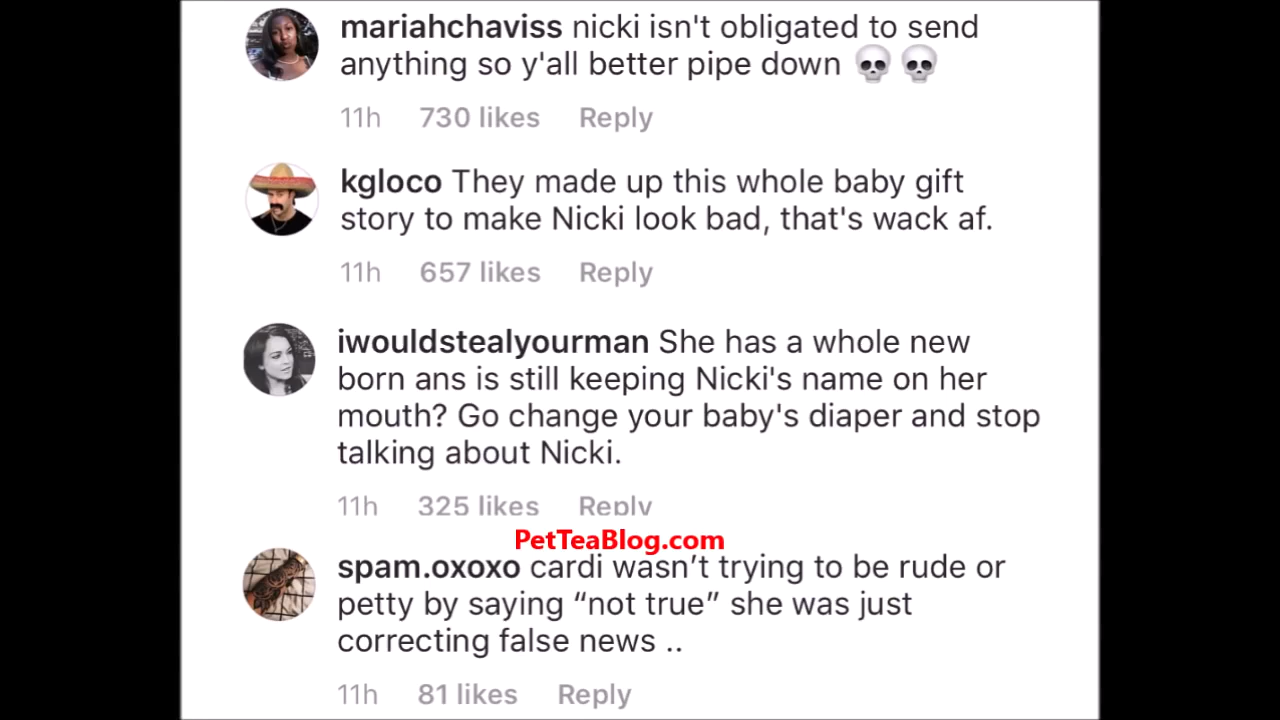 mariahchaviss nicki isn't obligated to send
anything so y'all better pipe down 💀💀
11h 730 likes Reply
kgloco They made up this whole baby gift
story to make Nicki look bad, that's wack af.
11h 657 likes Reply
iwouldstealyourman She has a whole new
born ans is still keeping Nicki's name on her
mouth? Go change your baby's diaper and stop
talking about Nicki.
11h 325 likes Reply
PetTeaBlog.com
spam.oxoxo cardi wasn’t trying to be rude or
petty by saying “not true” she was just
correcting false news ..
11h 81 likes Reply